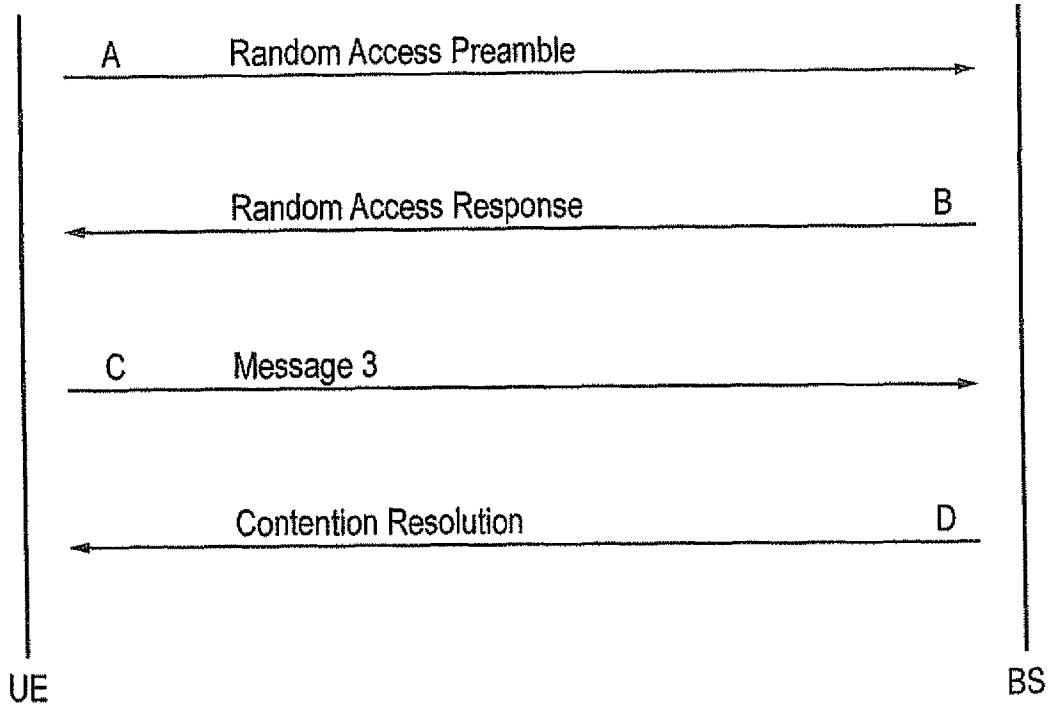 A Random Access Preamble
Random Access Response B
C Message 3
Contention Resolution D
UE BS